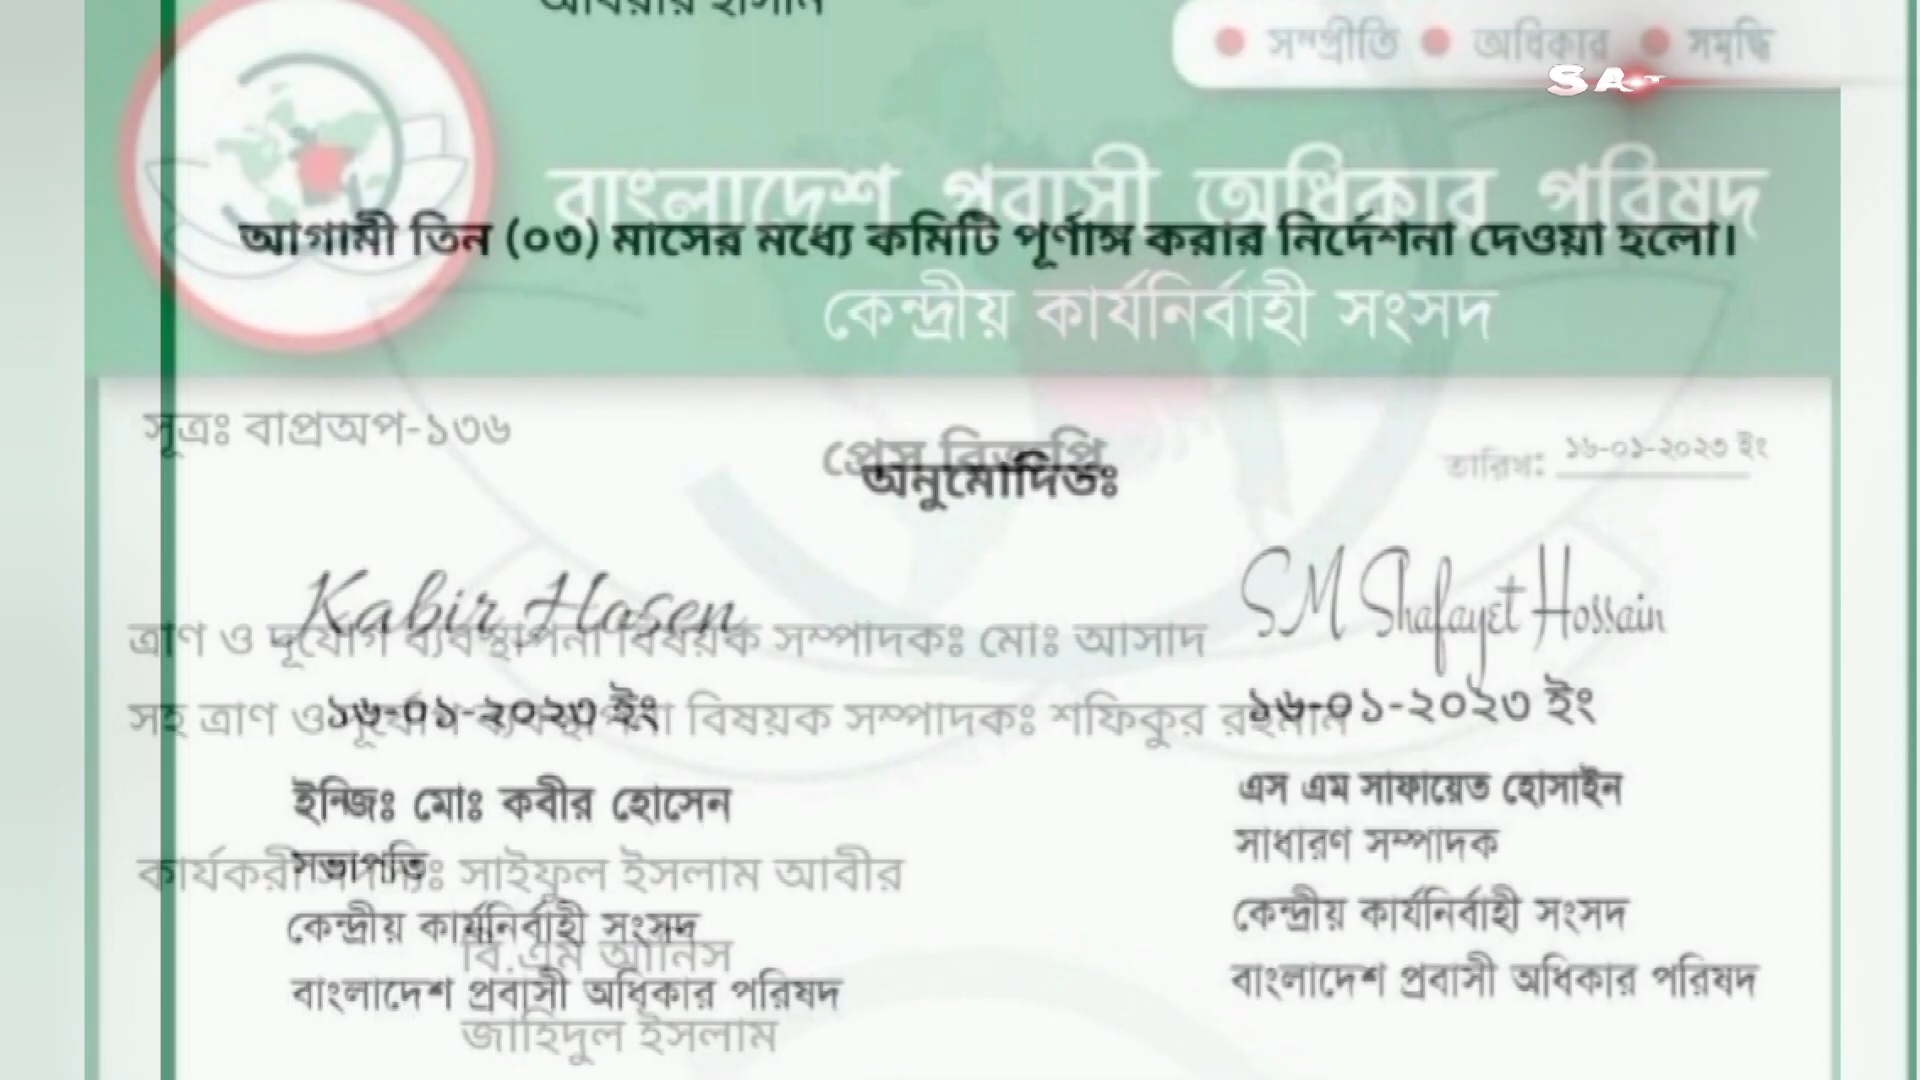 আবরার হাসান
সম্প্রীতি অধিকার সমৃদ্ধি
SA
বাংলাদেশ প্রবাসী অধিকার পরিষদ
আগামী তিন (০৩) মাসের মধ্যে কমিটি পূর্ণাঙ্গ করার নির্দেশনা দেওয়া হলো।
কেন্দ্রীয় কার্যনির্বাহী সংসদ
সূত্রঃ বাপ্রঅপ-১৩৬
প্রেস বিজ্ঞপ্তি
তারিখ: ১৬-০১-২০২৩ ইং
অনুমোদিতঃ
Kabir Hosen
SM Shafayet Hossain
ত্রাণ ও দূর্যোগ ব্যবস্থাপনা বিষয়ক সম্পাদকঃ মোঃ আসাদ
১৬-০১-২০২৩ ইং
১৬-০১-২০২৩ ইং
সহ ত্রাণ ও দূর্যোগ ব্যবস্থাপনা বিষয়ক সম্পাদকঃ শফিকুর রহমান
ইন্জিঃ মোঃ কবীর হোসেন
এস এম সাফায়েত হোসাইন
সভাপতি
সাধারণ সম্পাদক
কার্যকরী সদস্যঃ সাইফুল ইসলাম আবীর
কেন্দ্রীয় কার্যনির্বাহী সংসদ
কেন্দ্রীয় কার্যনির্বাহী সংসদ
বি.এম আনিস
বাংলাদেশ প্রবাসী অধিকার পরিষদ
বাংলাদেশ প্রবাসী অধিকার পরিষদ
জাহিদুল ইসলাম